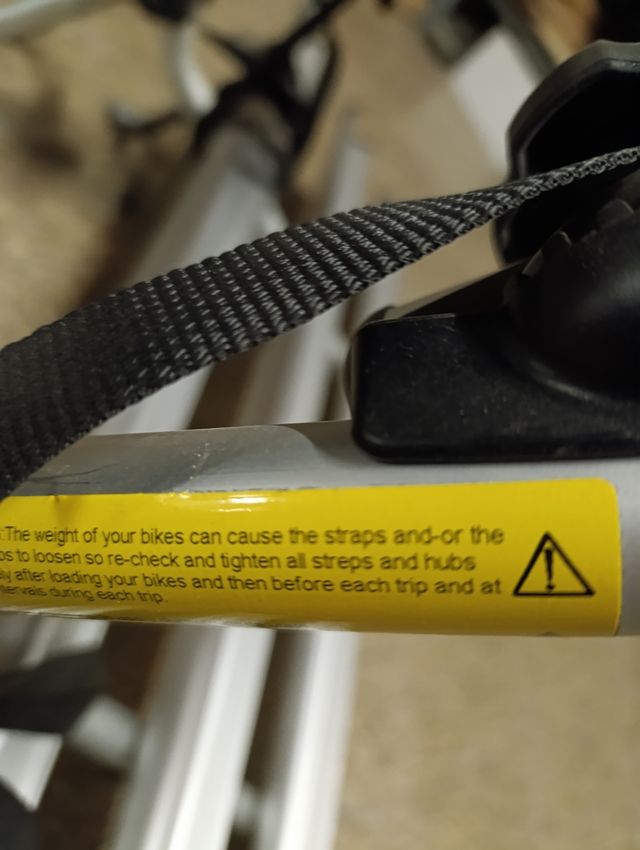 :The weight of your bikes can cause the straps and-or the
to loosen so re-check and tighten all streps and hubs
after loading your bikes and then before each trip and at
during each trip